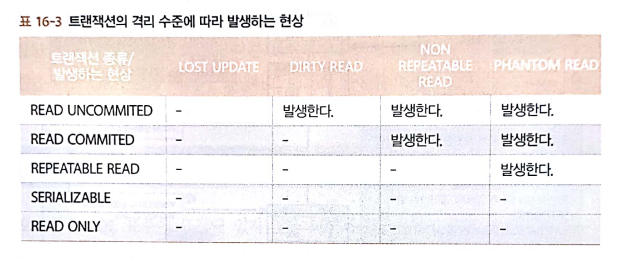 표 16-3 트랜잭션의 격리 수준에 따라 발생하는 현상
트랜잭션 종류/
발생하는 현상
LOST UPDATE
DIRTY READ
NON
REPEATABLE
READ
PHANTOM READ
READ UNCOMMITED - 발생한다. 발생한다. 발생한다.
READ COMMITED - - 발생한다. 발생한다.
REPEATABLE READ - - - 발생한다.
SERIALIZABLE - - - -
READ ONLY - - - -